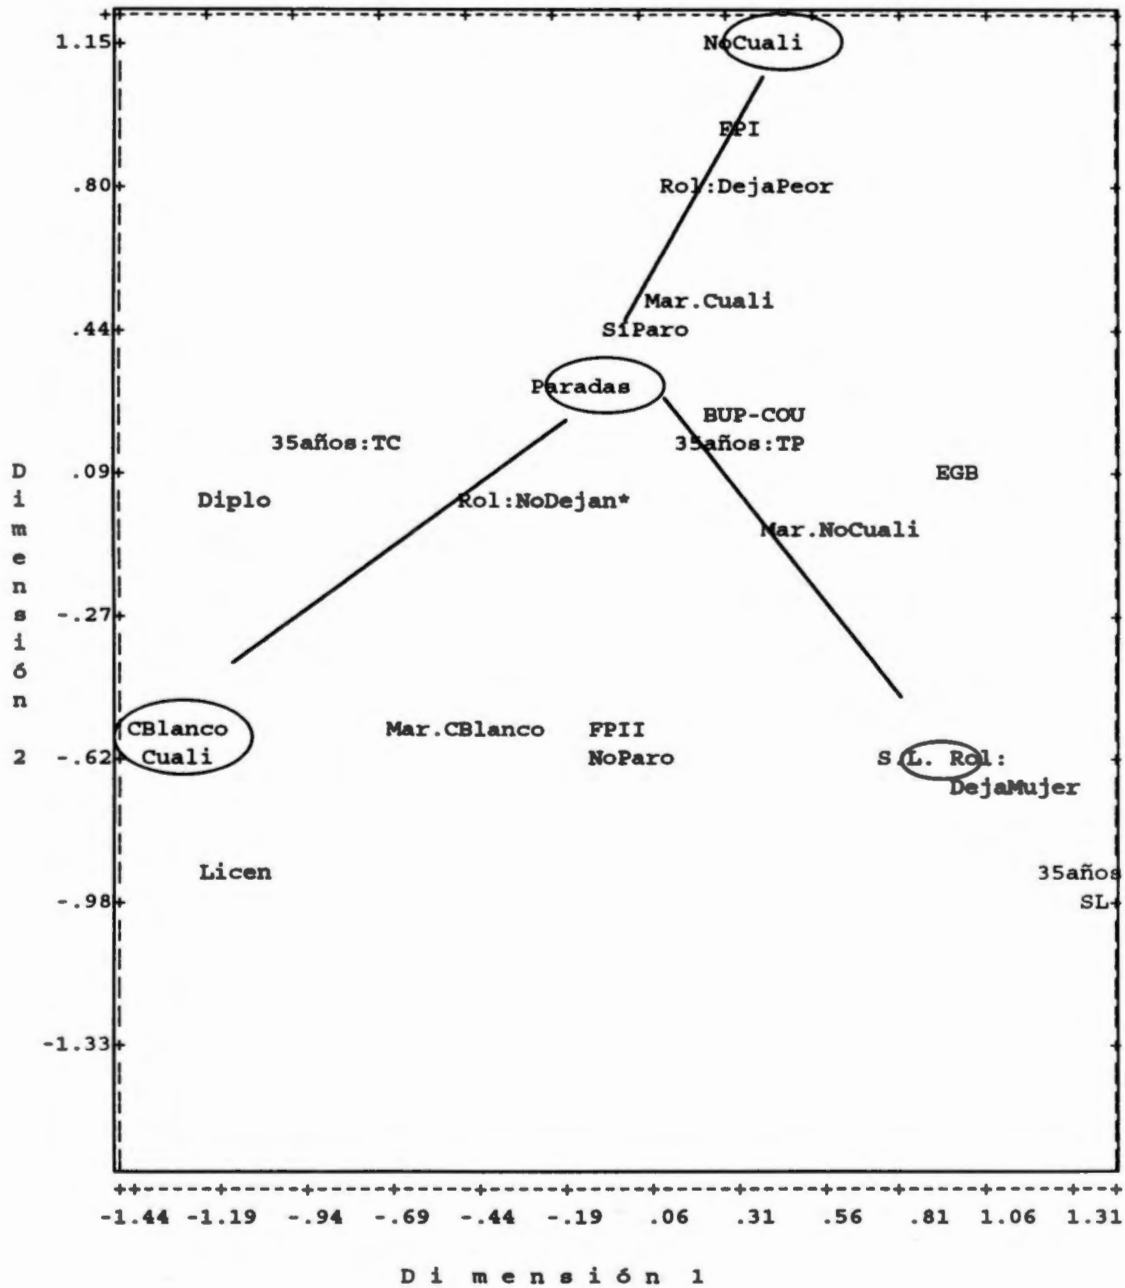 1.15
NoCuali
FPI
.80
Rol:DejaPeor
Mar.Cuali
.44
SíParo
Paradas
BUP-COU
35años:TC
35años:TP
.09
EGB
Diplo
Rol:NoDejan*
Mar.NoCuali
-.27
Dimensión 2
CBlanco
Mar.CBlanco
FPII
-.62
Cuali
NoParo
S.L. Rol:
DejaMujer
Licen
35años
-.98
SL
-1.33
-1.44 -1.19 -.94 -.69 -.44 -.19 .06 .31 .56 .81 1.06 1.31
Dimensión 1